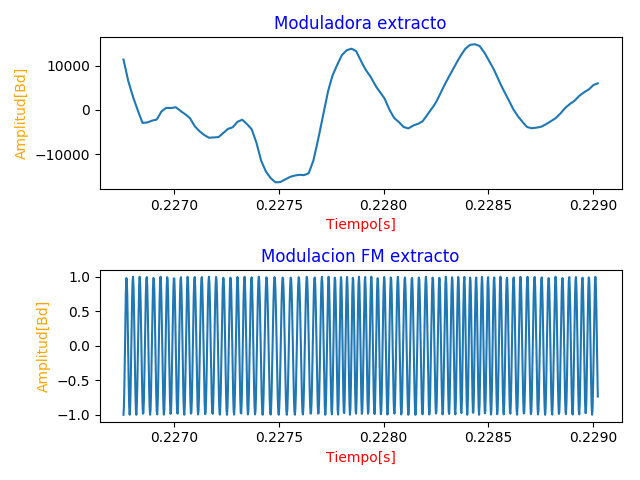 Moduladora extracto
Amplitud[Bd]
10000
0
−10000
0.2270 0.2275 0.2280 0.2285 0.2290
Tiempo[s]
Modulacion FM extracto
Amplitud[Bd]
1.0
0.5
0.0
−0.5
−1.0
0.2270 0.2275 0.2280 0.2285 0.2290
Tiempo[s]